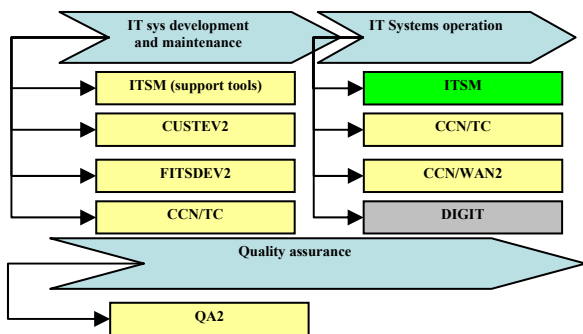 IT sys development
and maintenance
IT Systems operation
ITSM (support tools)
ITSM
CUSTEV2
CCN/TC
FITSDEV2
CCN/WAN2
CCN/TC
DIGIT
Quality assurance
QA2